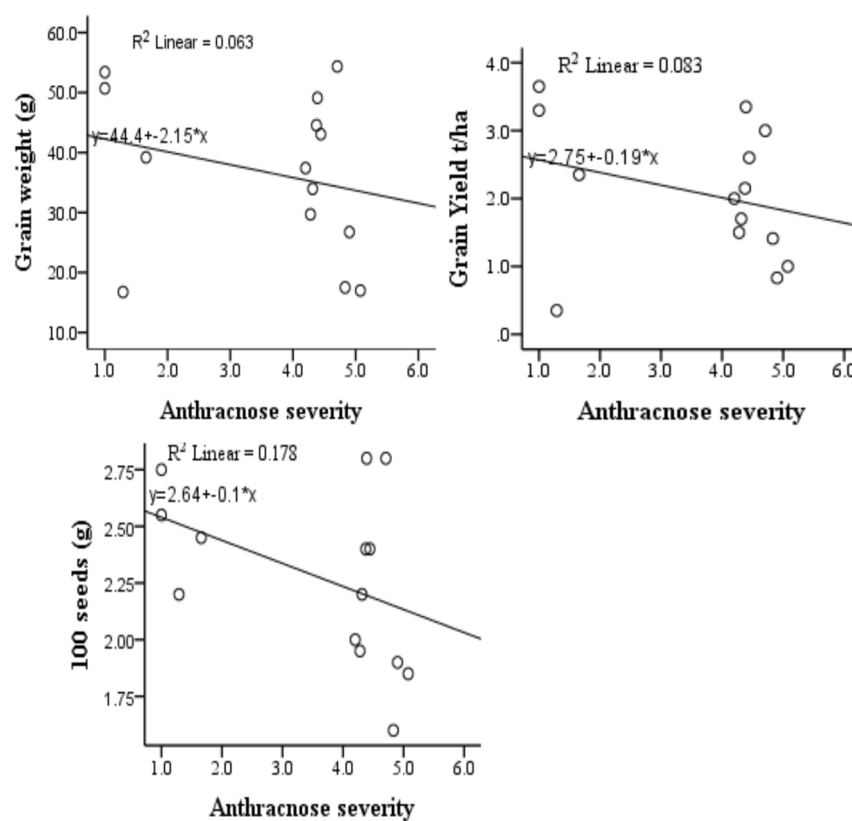 R² Linear = 0.063
60.0
50.0
40.0
30.0
20.0
10.0
y=44.4+-2.15*x
Grain weight (g)
1.0 2.0 3.0 4.0 5.0 6.0
Anthracnose severity
R² Linear = 0.083
4.0
3.0
2.0
1.0
.0
y=2.75+-0.19*x
Grain Yield t/ha
1.0 2.0 3.0 4.0 5.0 6.0
Anthracnose severity
R² Linear = 0.178
2.75
2.50
2.25
2.00
1.75
y=2.64+-0.1*x
100 seeds (g)
1.0 2.0 3.0 4.0 5.0 6.0
Anthracnose severity